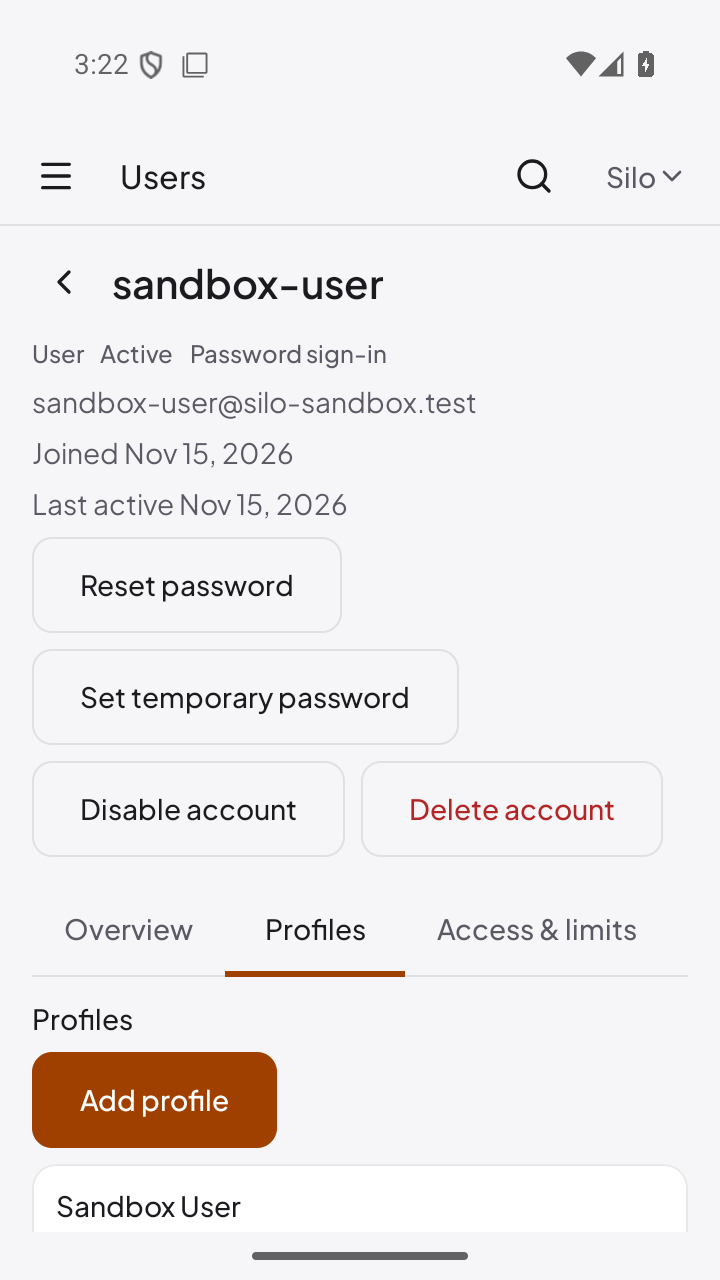 3:22
Users
Silo
sandbox-user
User Active Password sign-in
sandbox-user@silo-sandbox.test
Joined Nov 15, 2026
Last active Nov 15, 2026
Reset password
Set temporary password
Disable account
Delete account
Overview Profiles Access & limits
Profiles
Add profile
Sandbox User